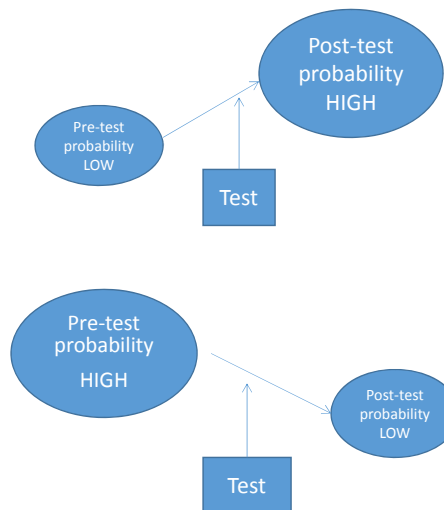 Post-test
probability
HIGH
Pre-test
probability
LOW
Test
Pre-test
probability
HIGH
Post-test
probability
LOW
Test